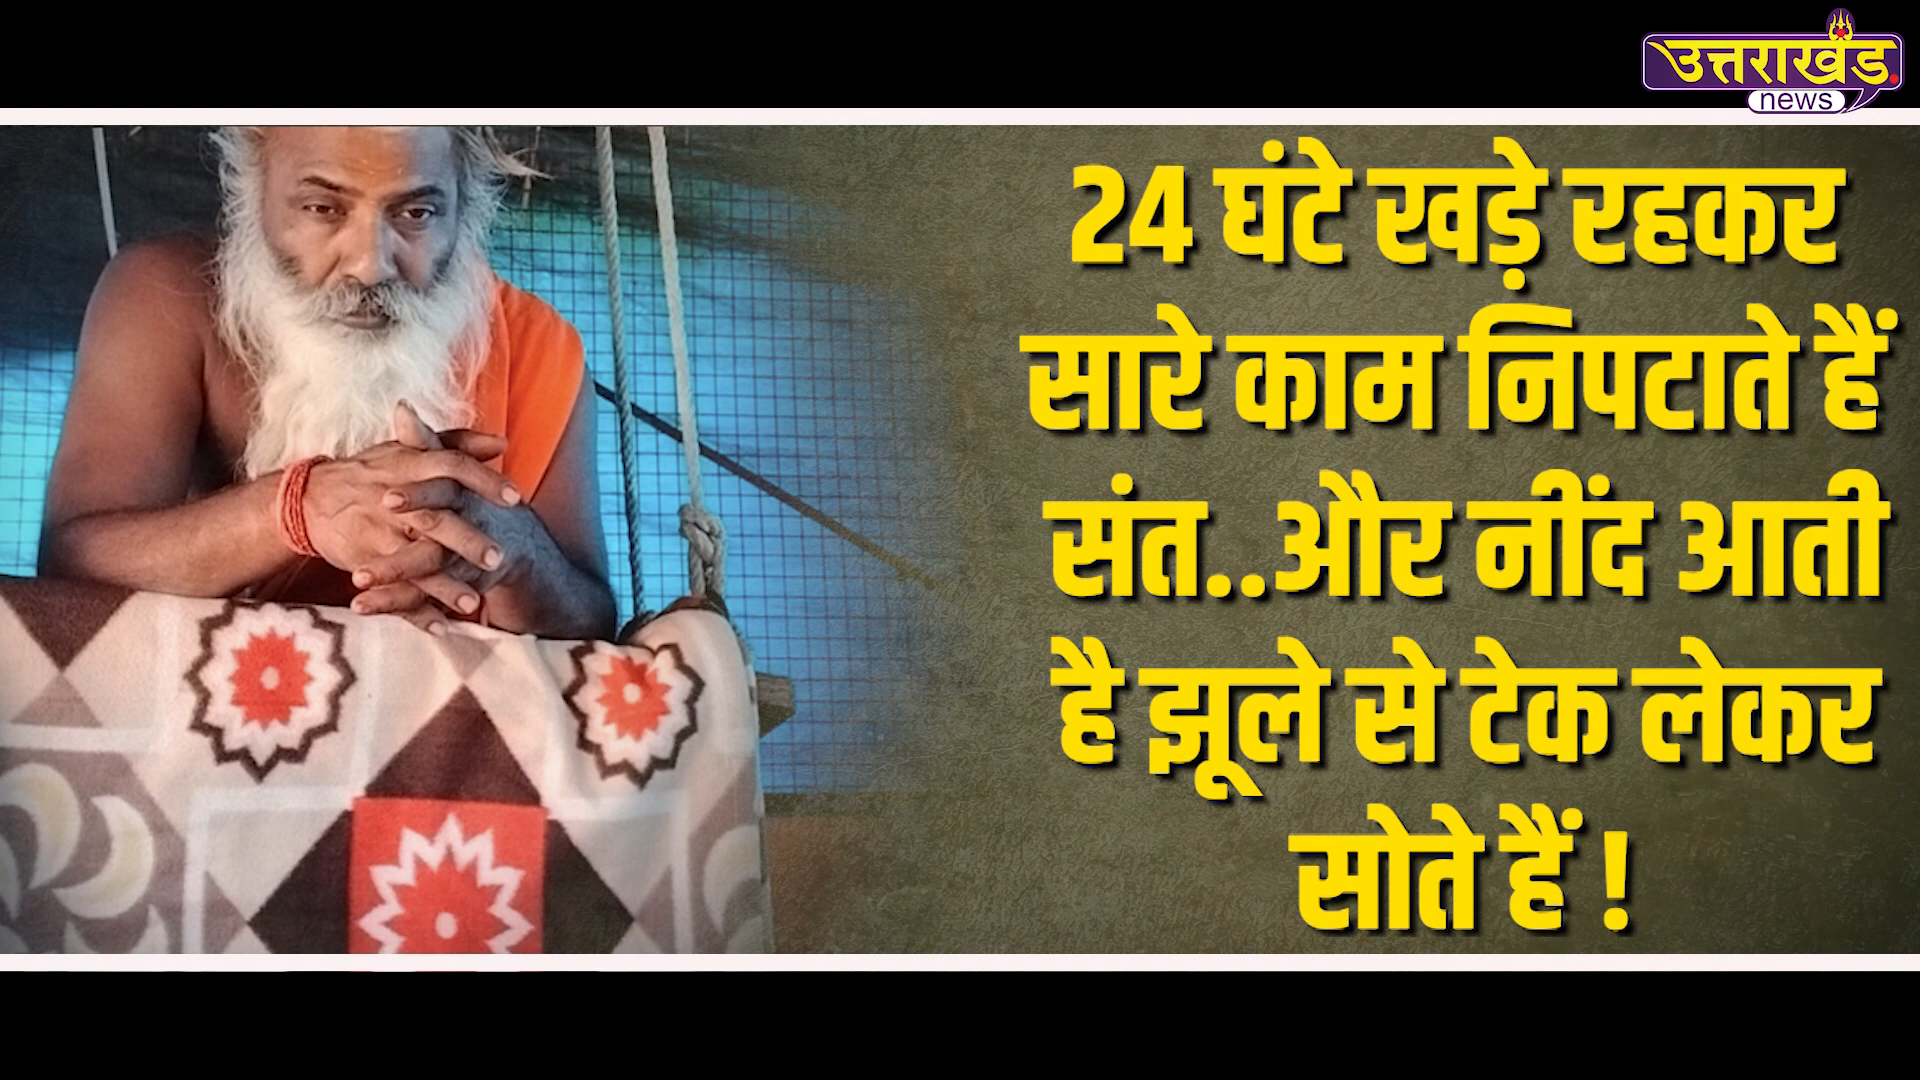 उत्तराखंड
news
24 घंटे खड़े रहकर
सारे काम निपटाते हैं
संत..और नींद आती
है झूले से टेक लेकर
सोते हैं !